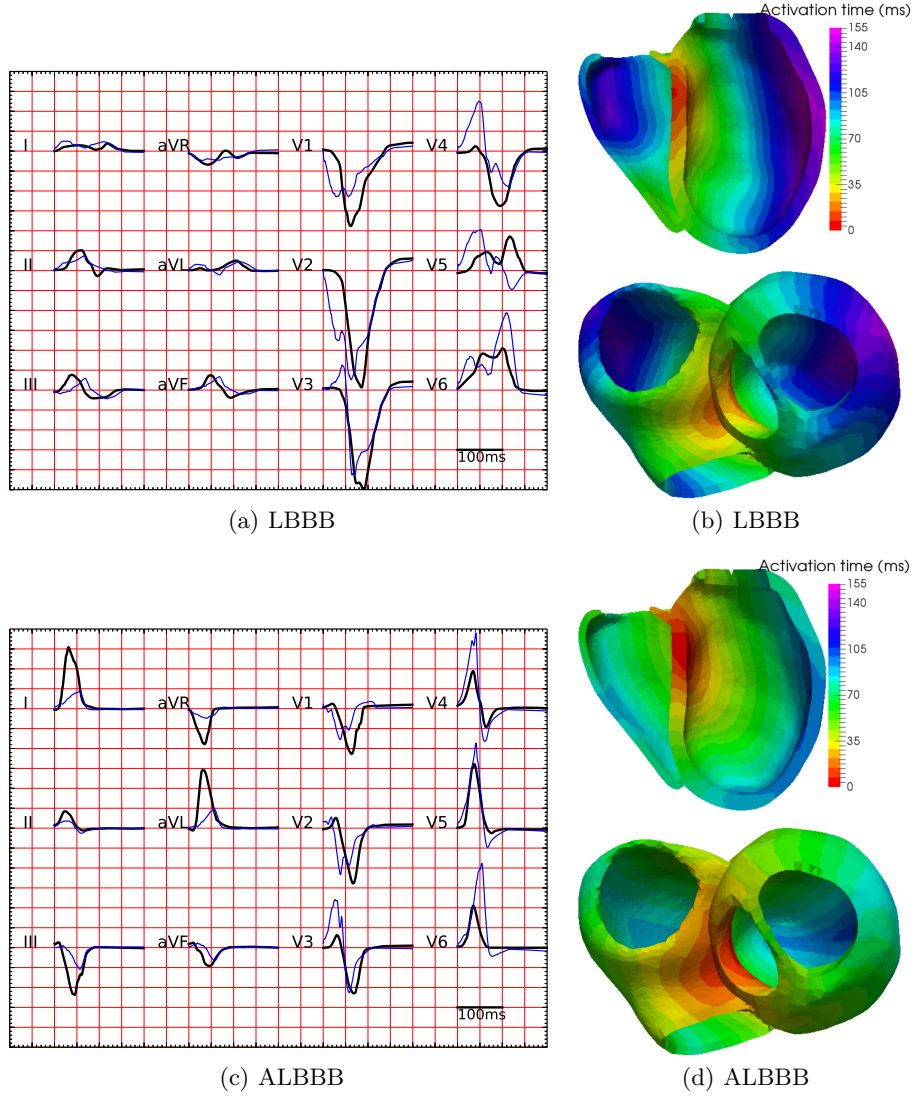 Activation time (ms)
155
140
105
70
35
0
I aVR V1 V4
II aVL V2 V5
III aVF V3 V6
100ms
(a) LBBB
(b) LBBB
Activation time (ms)
155
140
105
70
35
0
I aVR V1 V4
II aVL V2 V5
III aVF V3 V6
100ms
(c) ALBBB
(d) ALBBB